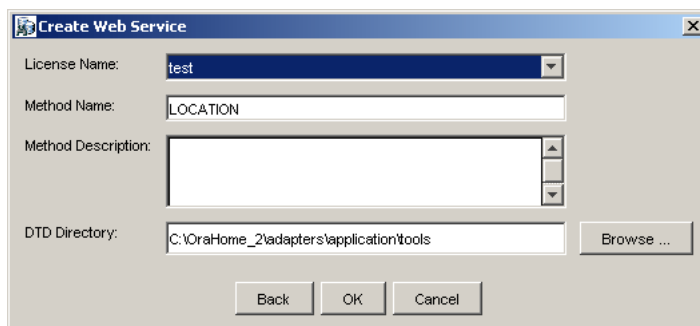 Create Web Service
License Name:
test
Method Name:
LOCATION
Method Description:
DTD Directory:
C:\OraHome_2\adapters\application\tools
Browse ...
Back
OK
Cancel